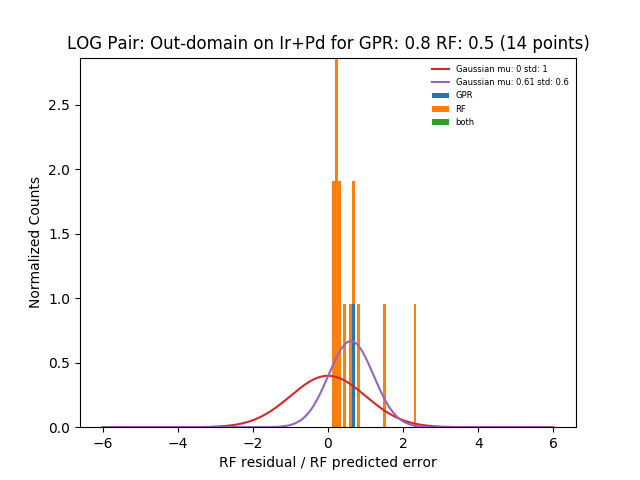 LOG Pair: Out-domain on Ir+Pd for GPR: 0.8 RF: 0.5 (14 points)
Gaussian mu: 0 std: 1
Gaussian mu: 0.61 std: 0.6
GPR
RF
both
Normalized Counts
2.5
2.0
1.5
1.0
0.5
0.0
−6 −4 −2 0 2 4 6
RF residual / RF predicted error